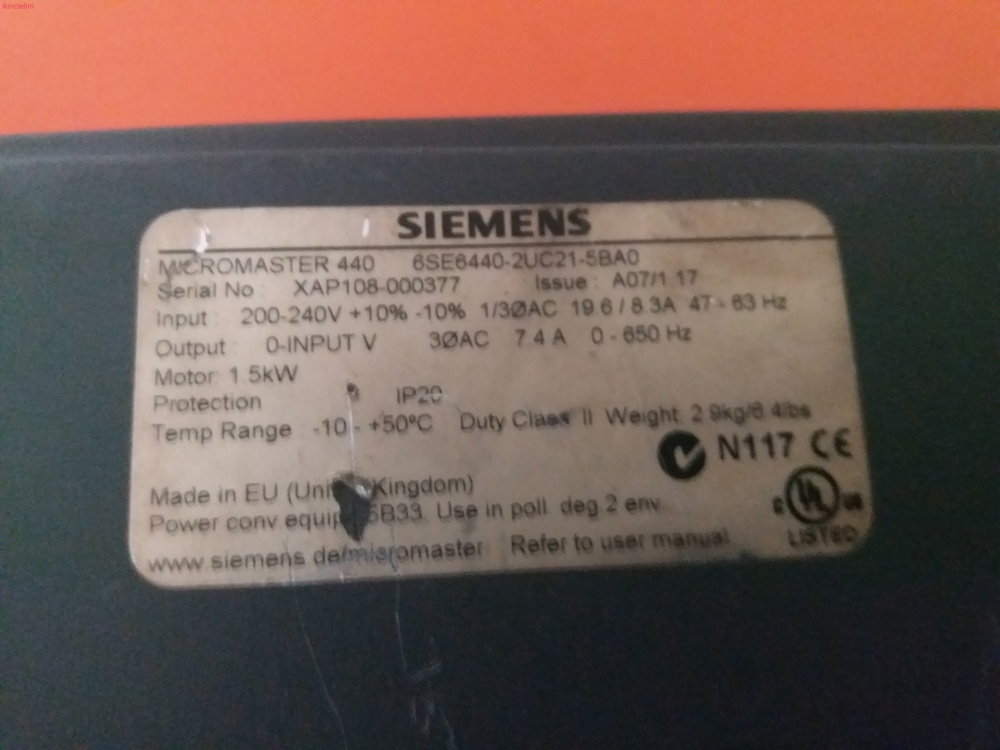 ikincielim
SIEMENS
MICROMASTER 440 6SE6440-2UC21-5BA0
Serial No : XAP108-000377 Issue : A07/1.17
Input : 200-240V +10% -10% 1/3ØAC 19.6 / 8.3A 47 - 63 Hz
Output : 0-INPUT V 3ØAC 7.4 A 0 - 650 Hz
Motor: 1.5kW
Protection IP20
Temp Range : -10 - +50°C Duty Class II Weight 2.9kg/6.4lbs
N117 CE
Made in EU (United Kingdom)
Power conv equip 5B33. Use in poll. deg 2 env.
C UL US
www.siemens.de/micromaster Refer to user manual
LISTED